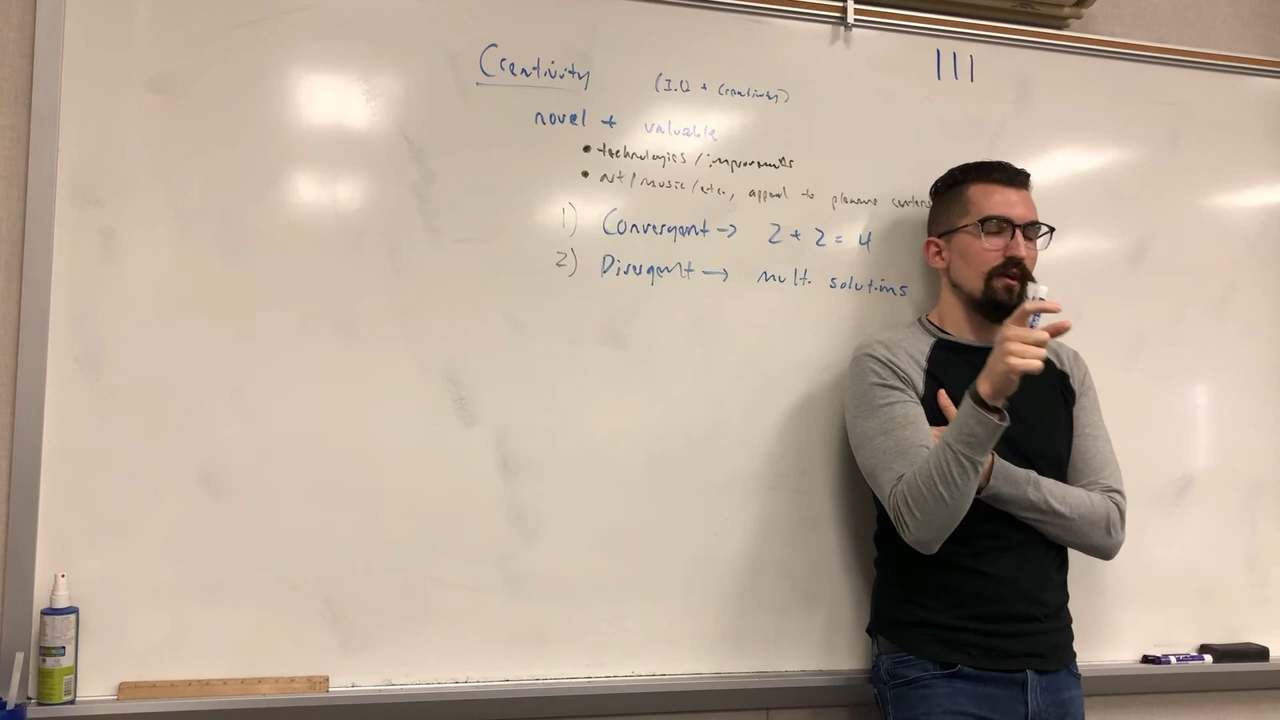 Creativity (I.Q + Creativity)
|||
novel + valuable
• technologies / improvements
• art / music / etc., appeal to pleasure centers
1) Convergent → 2 + 2 = 4
2) Divergent → mult. solutions